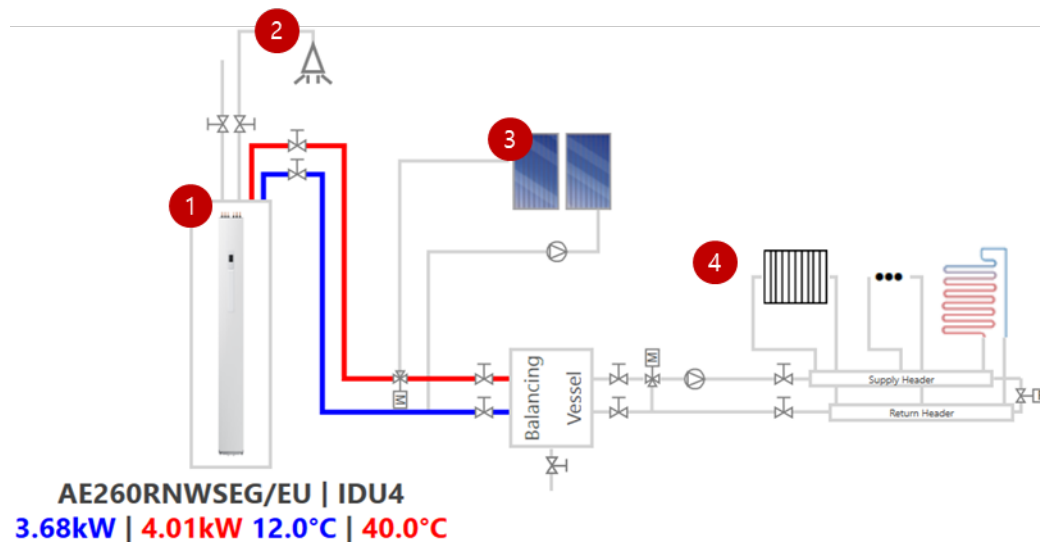 2
3
1
4
M
M
Balancing
Vessel
Supply Header
Return Header
AE260RNWSEG/EU | IDU4
3.68kW | 4.01kW 12.0°C | 40.0°C